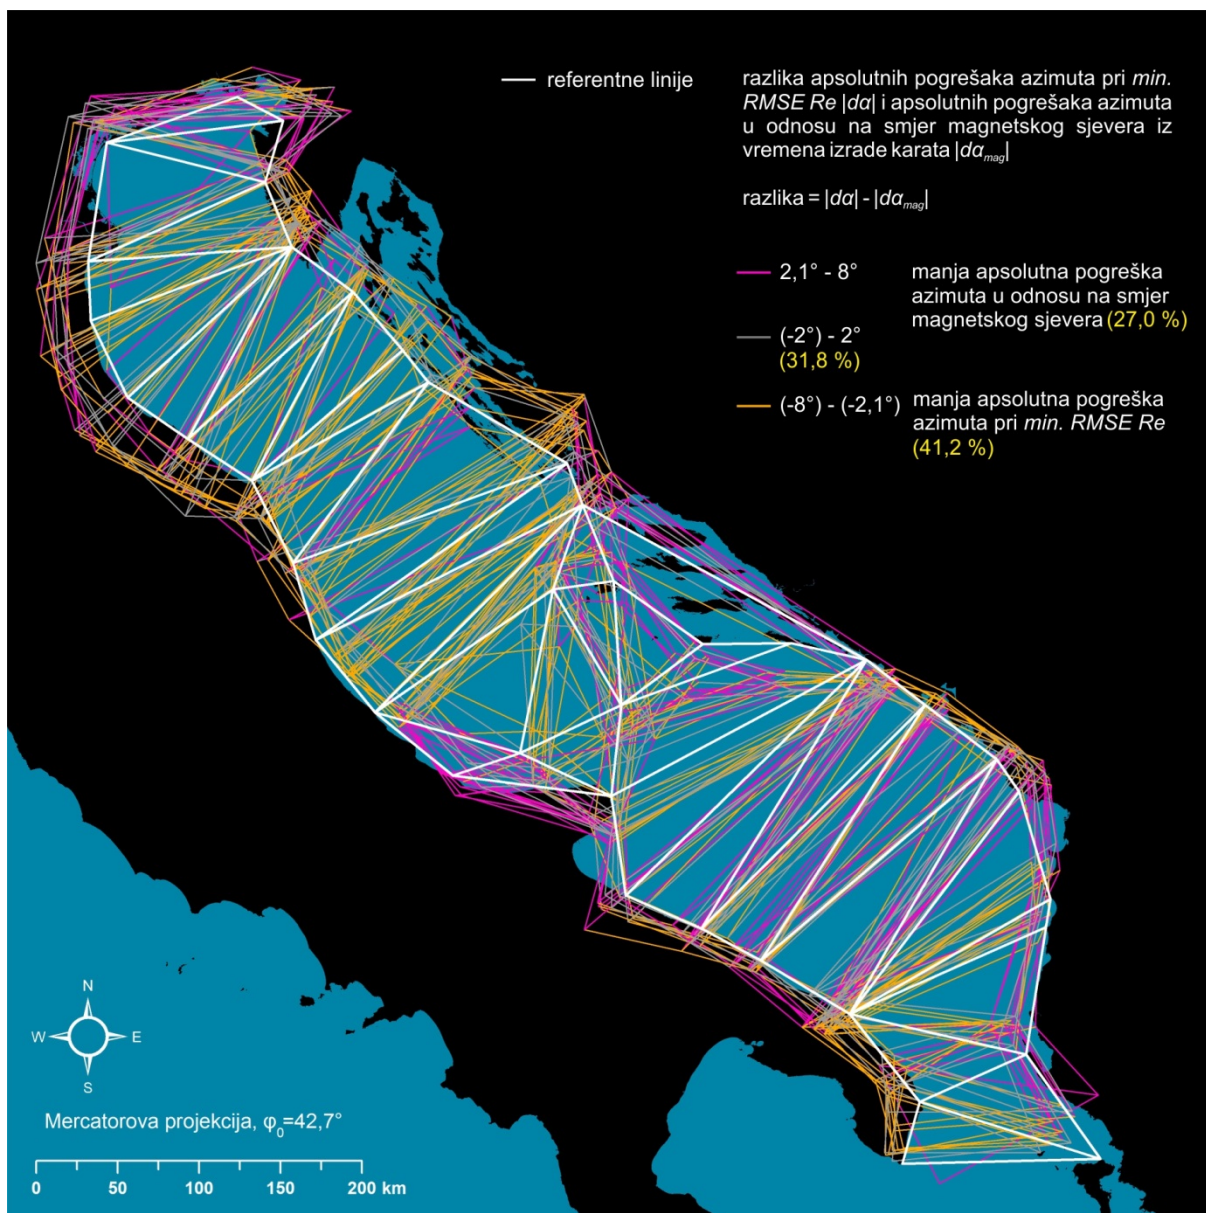 referentne linije
razlika apsolutnih pogrešaka azimuta pri min.
RMSE Re |dα| i apsolutnih pogrešaka azimuta
u odnosu na smjer magnetskog sjevera iz
vremena izrade karata |dαmag|
razlika = |dα| - |dαmag|
2,1° - 8°
manja apsolutna pogreška
azimuta u odnosu na smjer
magnetskog sjevera (27,0 %)
(-2°) - 2°
(31,8 %)
(-8°) - (-2,1°)
manja apsolutna pogreška
azimuta pri min. RMSE Re
(41,2 %)
N
W E
S
Mercatorova projekcija, φ0=42,7°
0 50 100 150 200 km